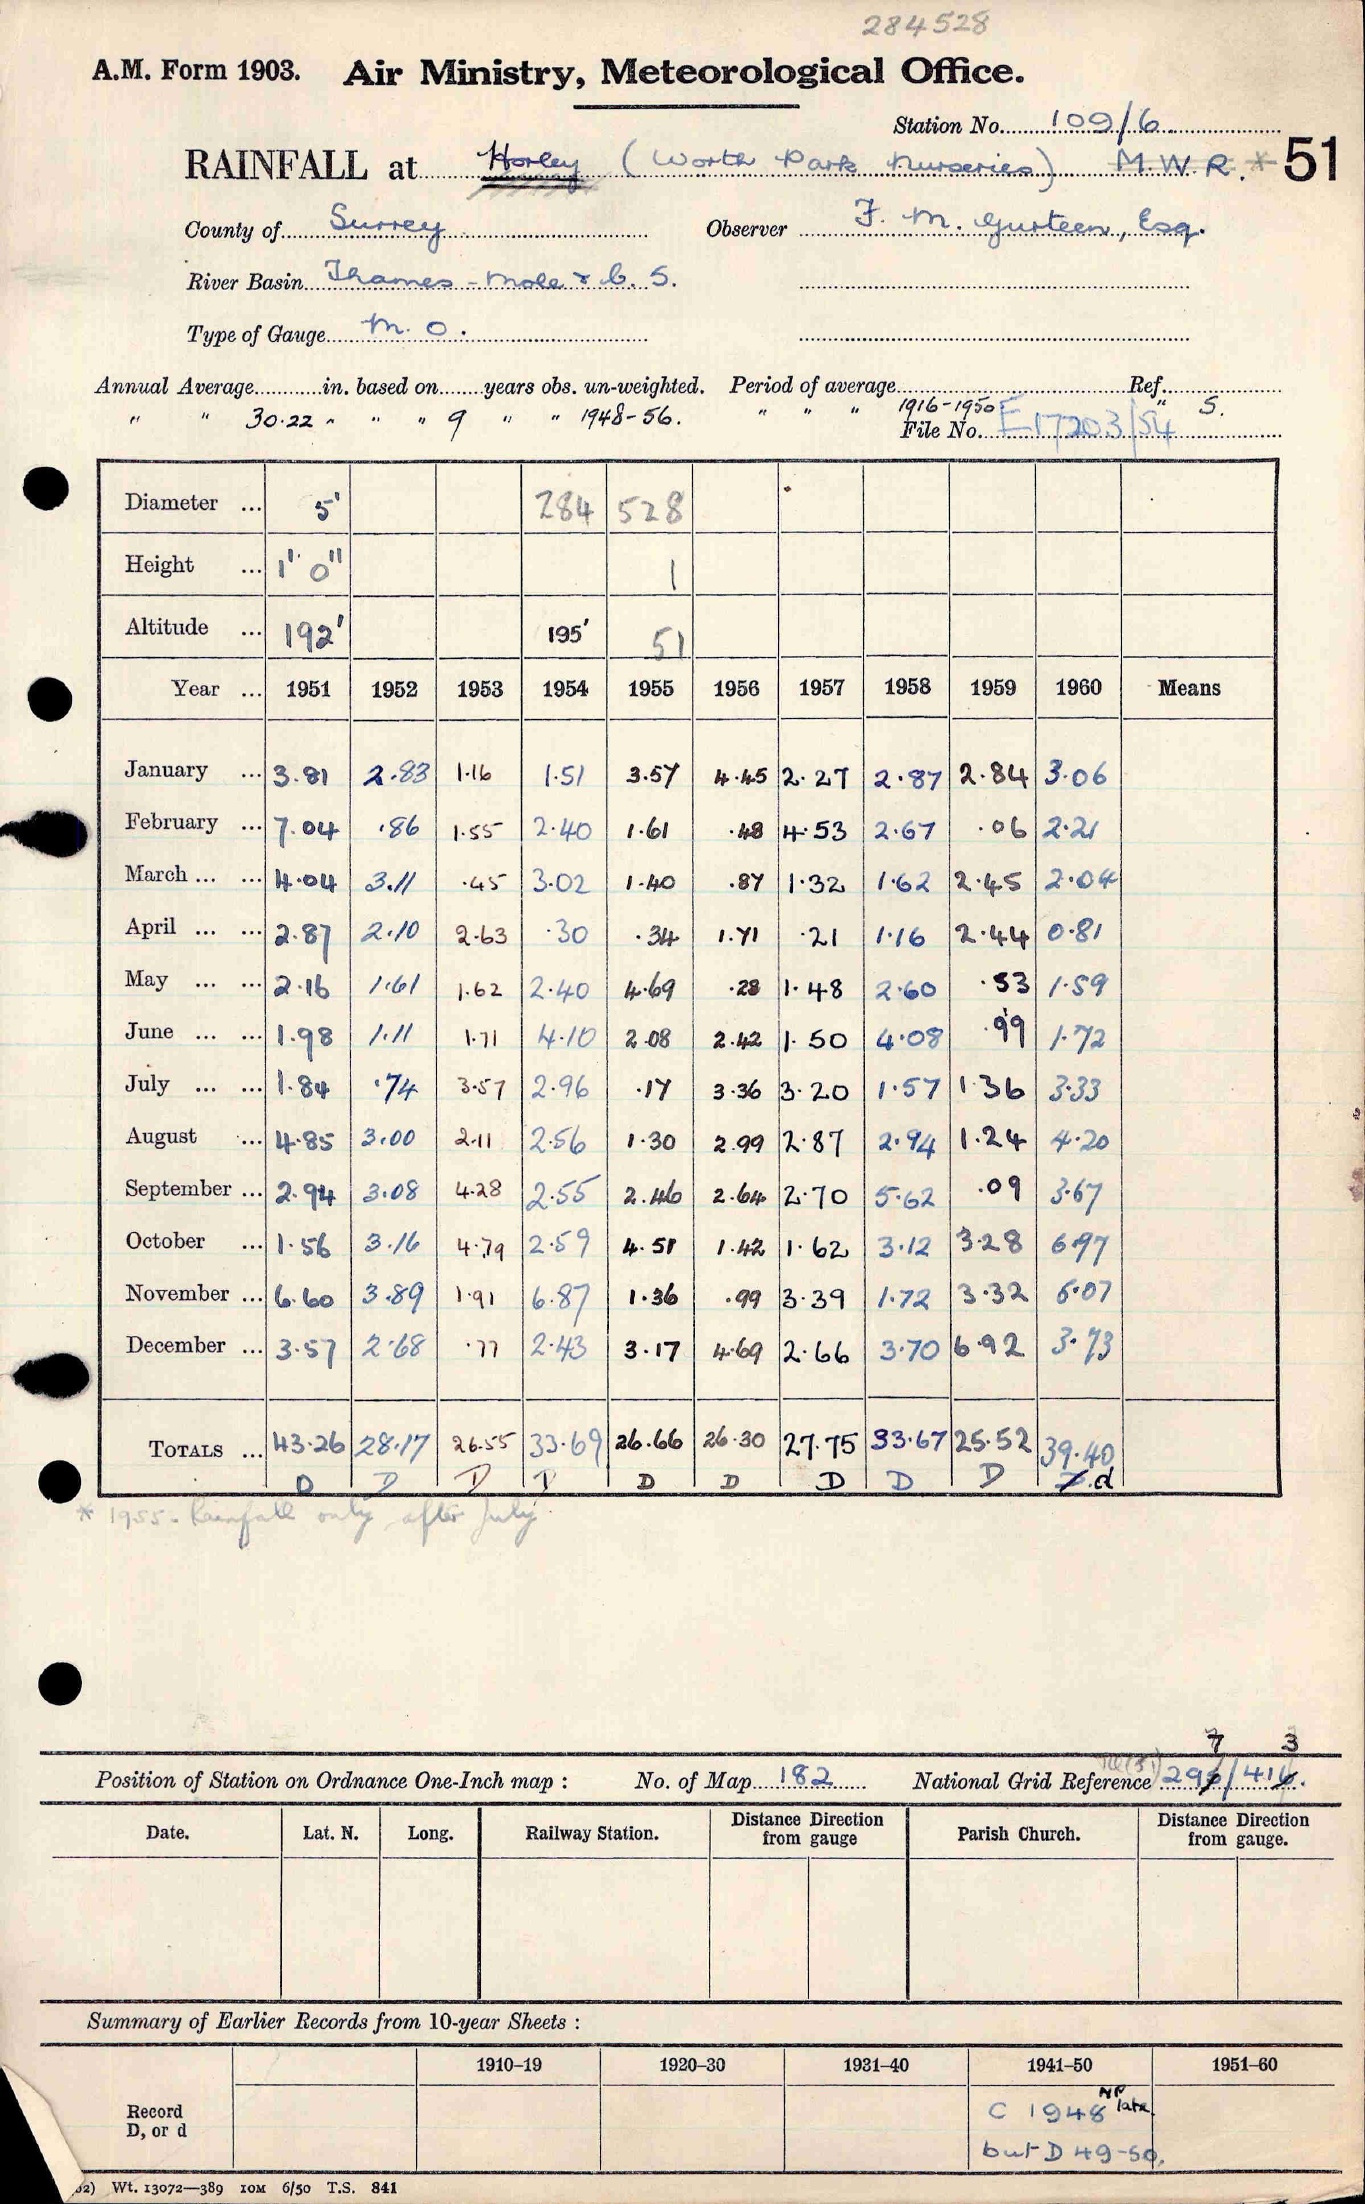 284528
A.M. Form 1903. Air Ministry, Meteorological Office.
Station No. 109/6
RAINFALL at Horley (Worth Park Nurseries) M.W.R. * 51
County of Surrey Observer F. M. Gurteen, Esq.
River Basin Thames - Mole & b. S.
Type of Gauge M. O.
Annual Average in. based on years obs. un-weighted. Period of average Ref.
" " 30.22 " " " 9 " " 1948-56. " " " 1916-1950 " S.
File No. E17203/54
Diameter ... 5' 284 528
Height ... 1' 0" 1
Altitude ... 192' 195' 51
Year ... 1951 1952 1953 1954 1955 1956 1957 1958 1959 1960 Means
January ... 3.81 2.83 1.16 1.51 3.57 4.45 2.27 2.87 2.84 3.06
February ... 7.04 .86 1.55 2.40 1.61 .48 4.53 2.67 .06 2.21
March ... ... 4.04 3.11 .45 3.02 1.40 .87 1.32 1.62 2.45 2.04
April ... ... 2.87 2.10 2.63 .30 .34 1.71 .21 1.16 2.44 0.81
May ... ... 2.16 1.61 1.62 2.40 4.69 .28 1.48 2.60 .53 1.59
June ... ... 1.98 1.11 1.71 4.10 2.08 2.42 1.50 4.08 .99 1.72
July ... ... 1.84 .74 3.57 2.96 .17 3.36 3.20 1.57 1.36 3.33
August ... 4.85 3.00 2.11 2.56 1.30 2.99 2.87 2.94 1.24 4.20
September ... 2.94 3.08 4.28 2.55 2.46 2.64 2.70 5.62 .09 3.67
October ... 1.56 3.16 4.79 2.59 4.51 1.42 1.62 3.12 3.28 6.97
November ... 6.60 3.89 1.91 6.87 1.36 .99 3.39 1.72 3.32 6.07
December ... 3.57 2.68 .77 2.43 3.17 4.69 2.66 3.70 6.92 3.73
TOTALS ... 43.26 28.17 26.55 33.69 26.66 26.30 27.75 33.67 25.52 39.40
D D D D D D D D D d
* 1955 - Rainfall only after July.
7 3
Position of Station on Ordnance One-Inch map : No. of Map 182 National Grid Reference 296/416.
Date. Lat. N. Long. Railway Station. Distance Direction from gauge Parish Church. Distance Direction from gauge.
Summary of Earlier Records from 10-year Sheets :
1910–19 1920–30 1931–40 1941–50 1951–60
Record C 1948 NP late
D, or d but D 49-50.
Wt. 13072—389 10M 6/50 T.S. 841